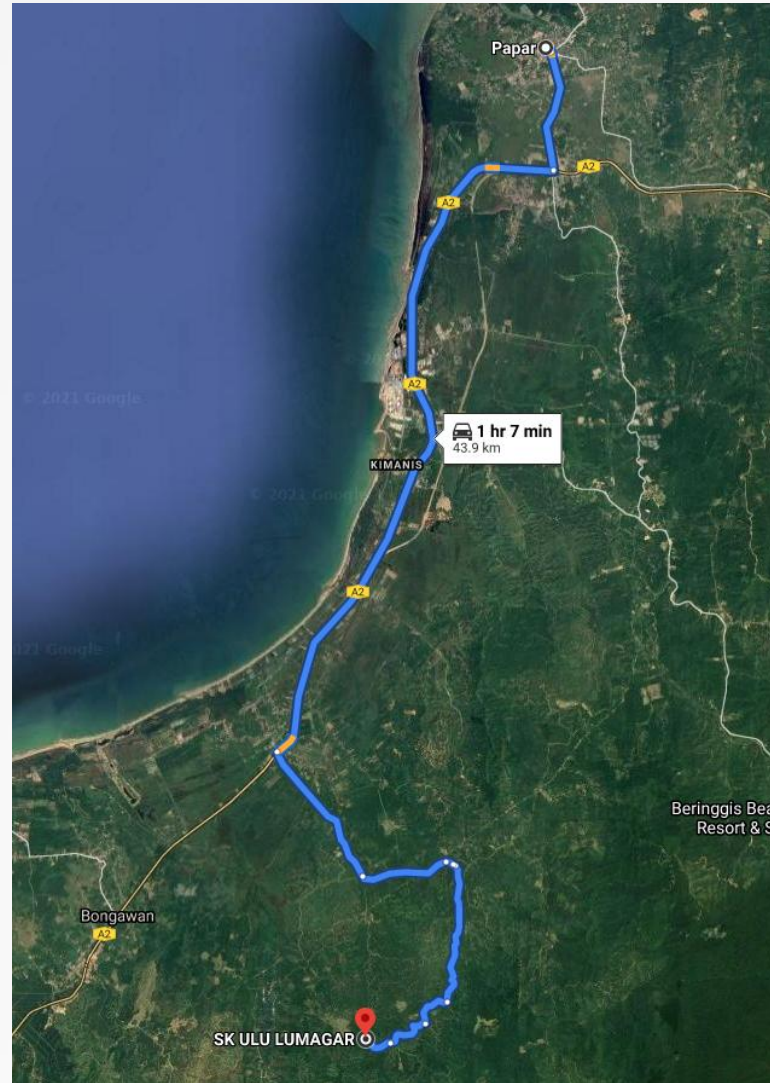 Papar
A2
A2
A2
1 hr 7 min
43.9 km
© 2021 Google
KIMANIS
© 2021 Google
A2
2021 Google
Beringgis Bea
Resort & S
Bongawan
A2
SK ULU LUMAGAR